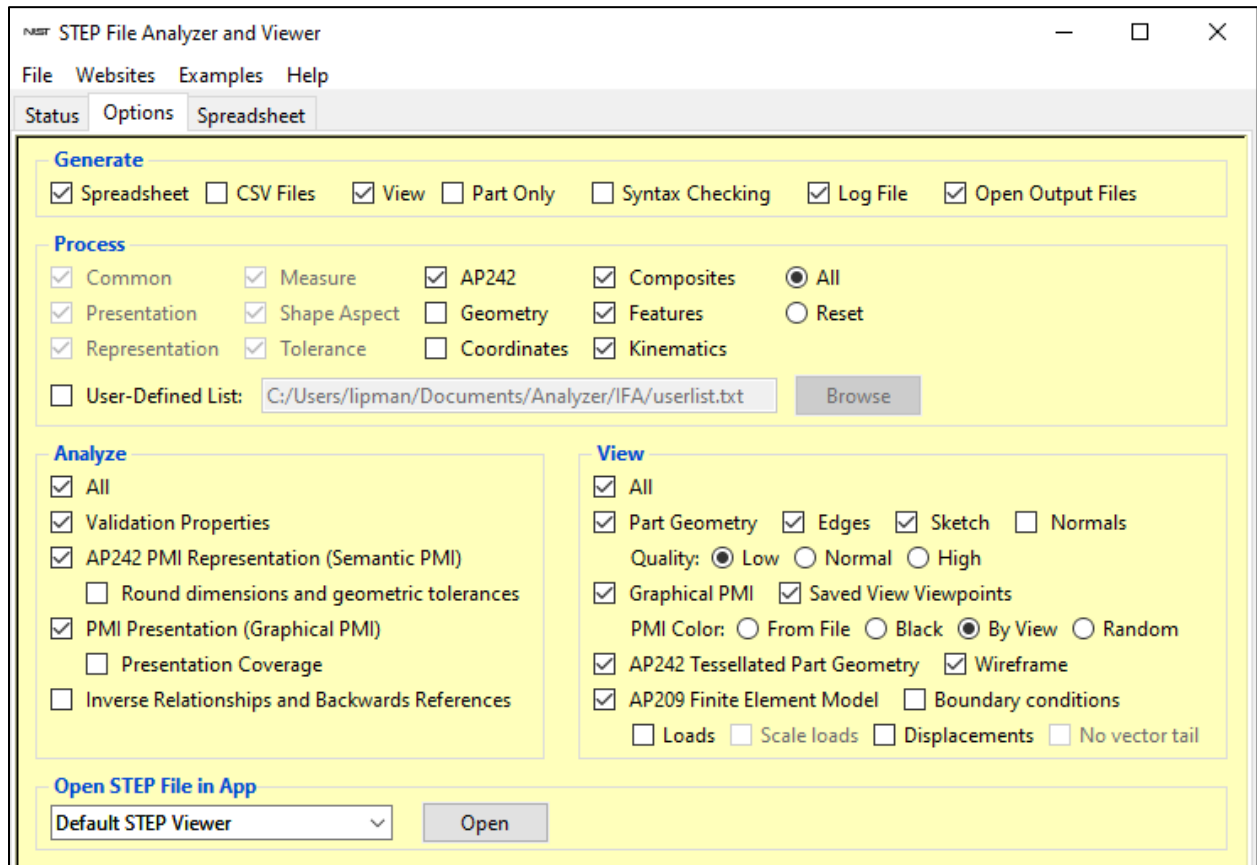 NIST STEP File Analyzer and Viewer
File Websites Examples Help
Status Options Spreadsheet
Generate
Spreadsheet CSV Files View Part Only Syntax Checking Log File Open Output Files
Process
Common Measure AP242 Composites All
Presentation Shape Aspect Geometry Features Reset
Representation Tolerance Coordinates Kinematics
User-Defined List: C:/Users/lipman/Documents/Analyzer/IFA/userlist.txt Browse
Analyze
All
Validation Properties
AP242 PMI Representation (Semantic PMI)
Round dimensions and geometric tolerances
PMI Presentation (Graphical PMI)
Presentation Coverage
Inverse Relationships and Backwards References
View
All
Part Geometry Edges Sketch Normals
Quality: Low Normal High
Graphical PMI Saved View Viewpoints
PMI Color: From File Black By View Random
AP242 Tessellated Part Geometry Wireframe
AP209 Finite Element Model Boundary conditions
Loads Scale loads Displacements No vector tail
Open STEP File in App
Default STEP Viewer Open